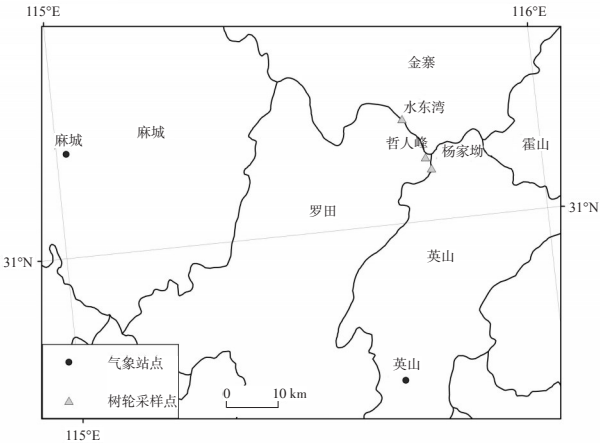 115°E
116°E
金寨
水东湾
麻城
麻城
哲人峰
杨家坳
霍山
罗田
31°N
英山
31°N
气象站点
英山
0 10 km
树轮采样点
115°E